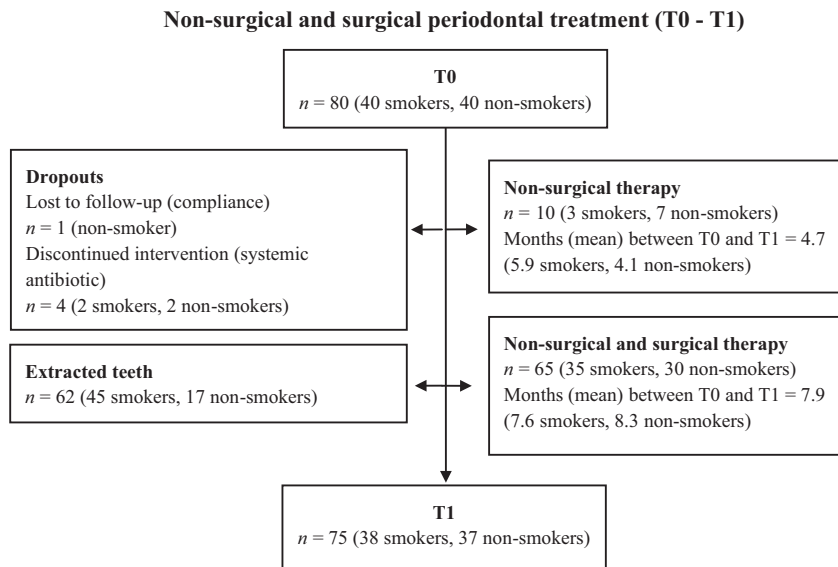 Non-surgical and surgical periodontal treatment (T0 - T1)
T0
n = 80 (40 smokers, 40 non-smokers)
Dropouts
Lost to follow-up (compliance)
n = 1 (non-smoker)
Discontinued intervention (systemic
antibiotic)
n = 4 (2 smokers, 2 non-smokers)
Non-surgical therapy
n = 10 (3 smokers, 7 non-smokers)
Months (mean) between T0 and T1 = 4.7
(5.9 smokers, 4.1 non-smokers)
Extracted teeth
n = 62 (45 smokers, 17 non-smokers)
Non-surgical and surgical therapy
n = 65 (35 smokers, 30 non-smokers)
Months (mean) between T0 and T1 = 7.9
(7.6 smokers, 8.3 non-smokers)
T1
n = 75 (38 smokers, 37 non-smokers)